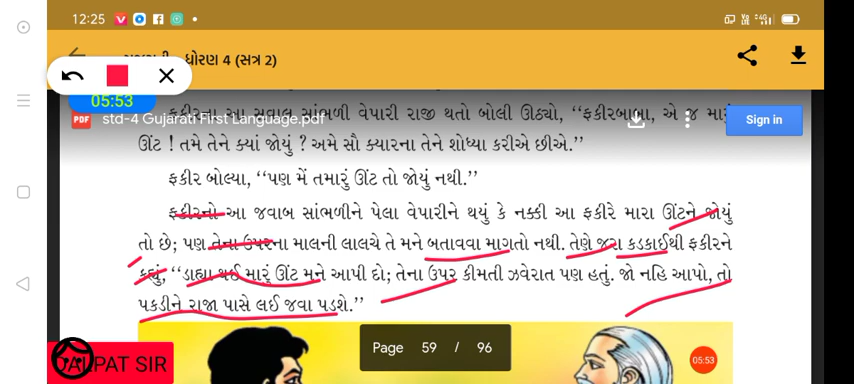 12:25
ધોરણ 4 (સત્ર 2)
05:53
ફકીરના આ સવાલ સાંભળી વેપારી રાજી થતો બોલી ઊઠ્યો, ‘‘ફકીરબાબા, એ જ મારું
std-4 Gujarati First Language.pdf
Sign in
ઊંટ ! તમે તેને ક્યાં જોયું ? અમે સૌ ક્યારના તેને શોધ્યા કરીએ છીએ.’’
ફકીર બોલ્યા, ‘‘પણ મેં તમારું ઊંટ તો જોયું નથી.’’
ફકીરનો આ જવાબ સાંભળીને પેલા વેપારીને થયું કે નક્કી આ ફકીરે મારા ઊંટને જોયું
તો છે; પણ તેના ઉપરના માલની લાલચે તે મને બતાવવા માગતો નથી. તેણે જરા કડકાઈથી ફકીરને
કહ્યું, ‘‘ડાહ્યા થઈ મારું ઊંટ મને આપી દો; તેના ઉપર કીમતી ઝવેરાત પણ હતું. જો નહિ આપો, તો
પકડીને રાજા પાસે લઈ જવા પડશે.’’
Page 59 / 96
05:53
DALPAT SIR